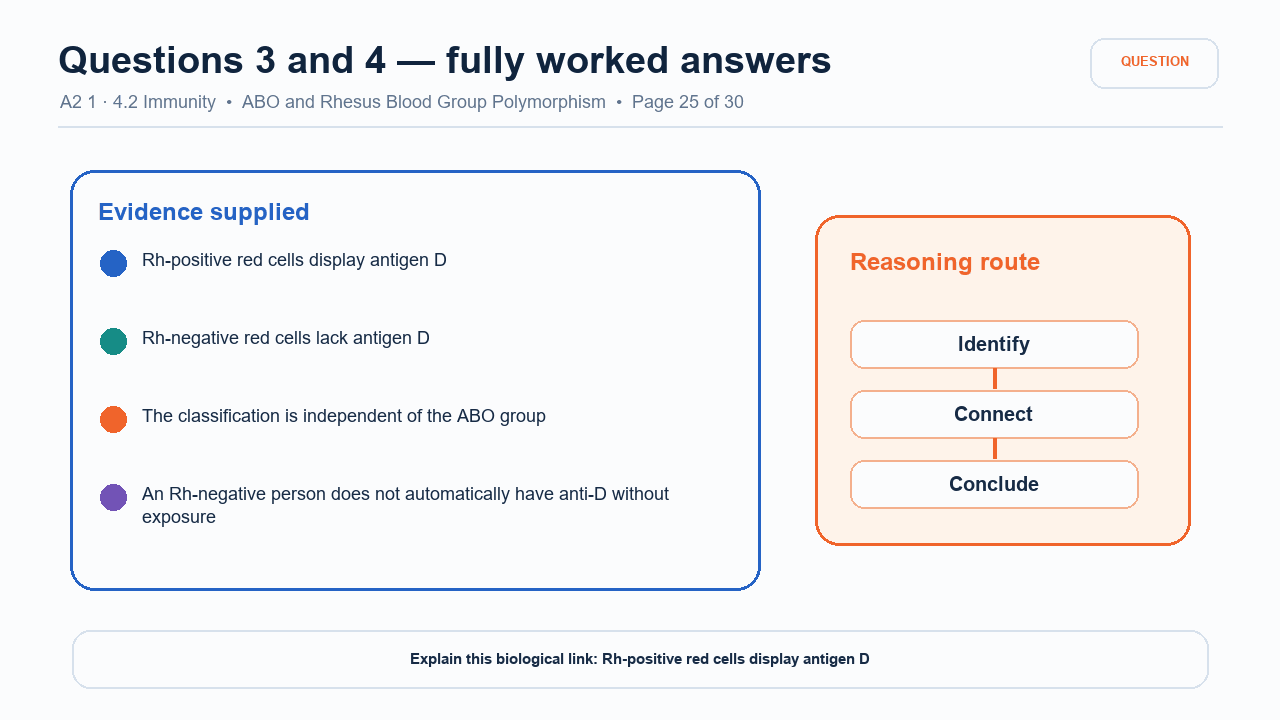 Questions 3 and 4 — fully worked answers
QUESTION
A2 1 · 4.2 Immunity • ABO and Rhesus Blood Group Polymorphism • Page 25 of 30
Evidence supplied
Rh-positive red cells display antigen D
Rh-negative red cells lack antigen D
The classification is independent of the ABO group
An Rh-negative person does not automatically have anti-D without
exposure
Reasoning route
Identify
Connect
Conclude
Explain this biological link: Rh-positive red cells display antigen D